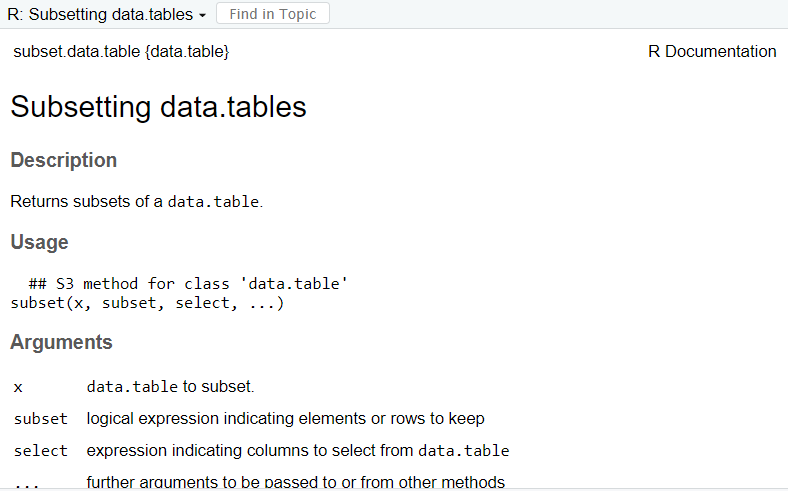 R: Subsetting data.tables Find in Topic
subset.data.table {data.table} R Documentation
Subsetting data.tables
Description
Returns subsets of a data.table.
Usage
## S3 method for class 'data.table'
subset(x, subset, select, ...)
Arguments
x data.table to subset.
subset logical expression indicating elements or rows to keep
select expression indicating columns to select from data.table
... further arguments to be passed to or from other methods